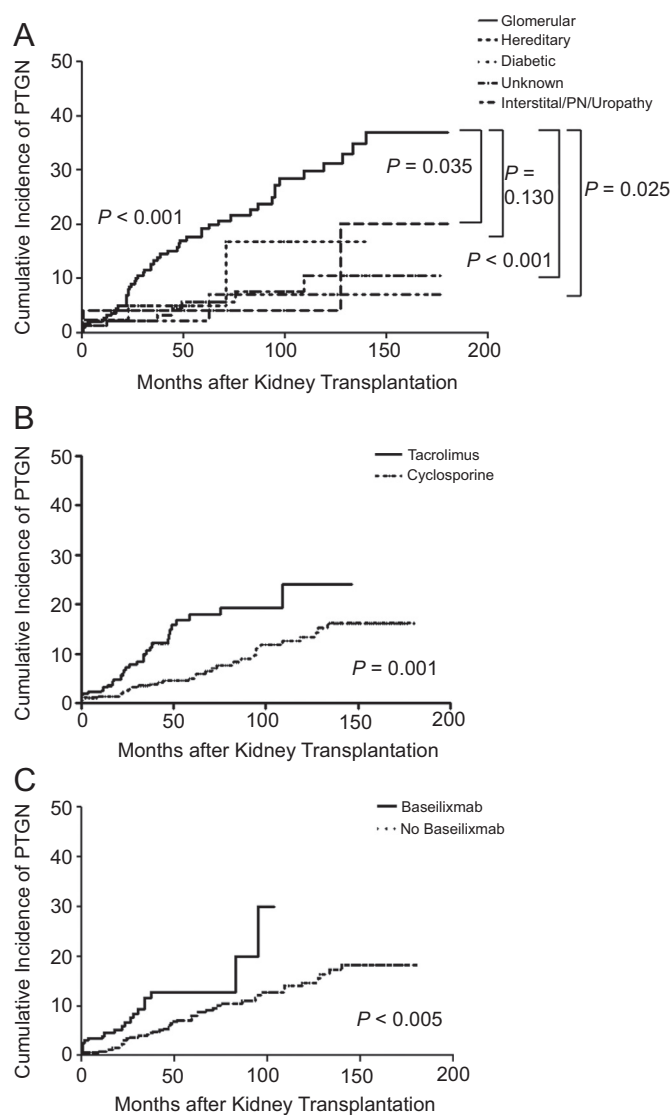 A
Glomerular
Hereditary
Diabetic
Unknown
Interstital/PN/Uropathy
Cumulative Incidence of PTGN
50
40
30
20
10
0
P < 0.001
P = 0.035
P =
0.130
P = 0.025
P < 0.001
0
50
100
150
200
Months after Kidney Transplantation
B
Tacrolimus
Cyclosporine
Cumulative Incidence of PTGN
50
40
30
20
10
0
P = 0.001
0
50
100
150
200
Months after Kidney Transplantation
C
Baseilixmab
No Baseilixmab
Cumulative Incidence of PTGN
50
40
30
20
10
0
P < 0.005
0
50
100
150
200
Months after Kidney Transplantation